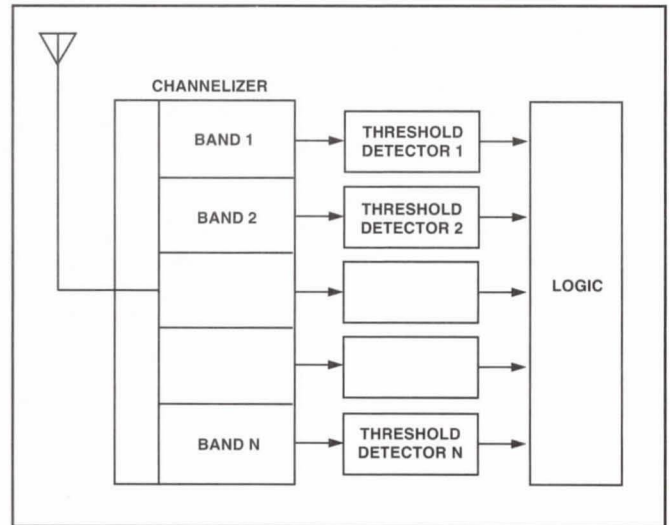 CHANNELIZER
BAND 1
THRESHOLD
DETECTOR 1
BAND 2
THRESHOLD
DETECTOR 2
LOGIC
BAND N
THRESHOLD
DETECTOR N